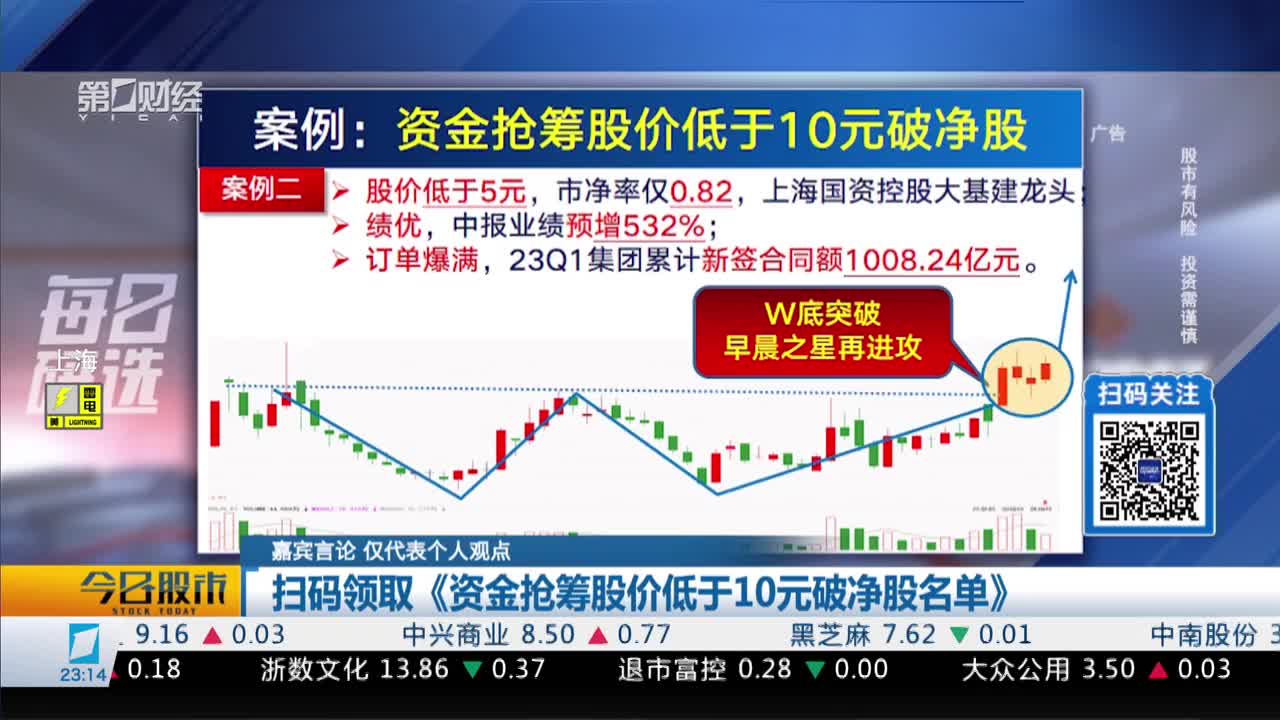 第一财经
YICAI
案例：资金抢筹股价低于10元破净股
广告
案例二
➢ 股价低于5元，市净率仅0.82，上海国资控股大基建龙头；
➢ 绩优，中报业绩预增532%；
➢ 订单爆满，23Q1集团累计新签合同额1008.24亿元。
股市有风险 投资需谨慎
W底突破
早晨之星再进攻
每日
精选
上海
雷电
黄 LIGHTNING
扫码关注
嘉宾言论 仅代表个人观点
今日股市
STOCK TODAY
扫码领取《资金抢筹股价低于10元破净股名单》
9.16 ▲ 0.03 中兴商业 8.50 ▲ 0.77 黑芝麻 7.62 ▼ 0.01 中南股份 3
23:14
0.18 浙数文化 13.86 ▼ 0.37 退市富控 0.28 ▼ 0.00 大众公用 3.50 ▲ 0.03